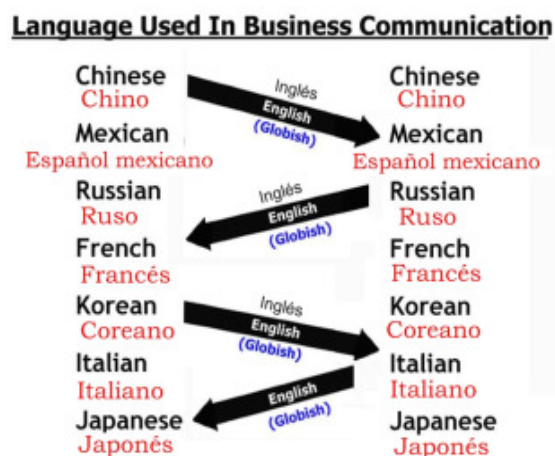 Language Used In Business Communication
Chinese
Chino
Mexican
Español mexicano
Russian
Ruso
French
Francés
Korean
Coreano
Italian
Italiano
Japanese
Japonés
Inglés
English
(Globish)
Inglés
English
(Globish)
Inglés
English
(Globish)
English
(Globish)
Chinese
Chino
Mexican
Español mexicano
Russian
Ruso
French
Francés
Korean
Coreano
Italian
Italiano
Japanese
Japonés